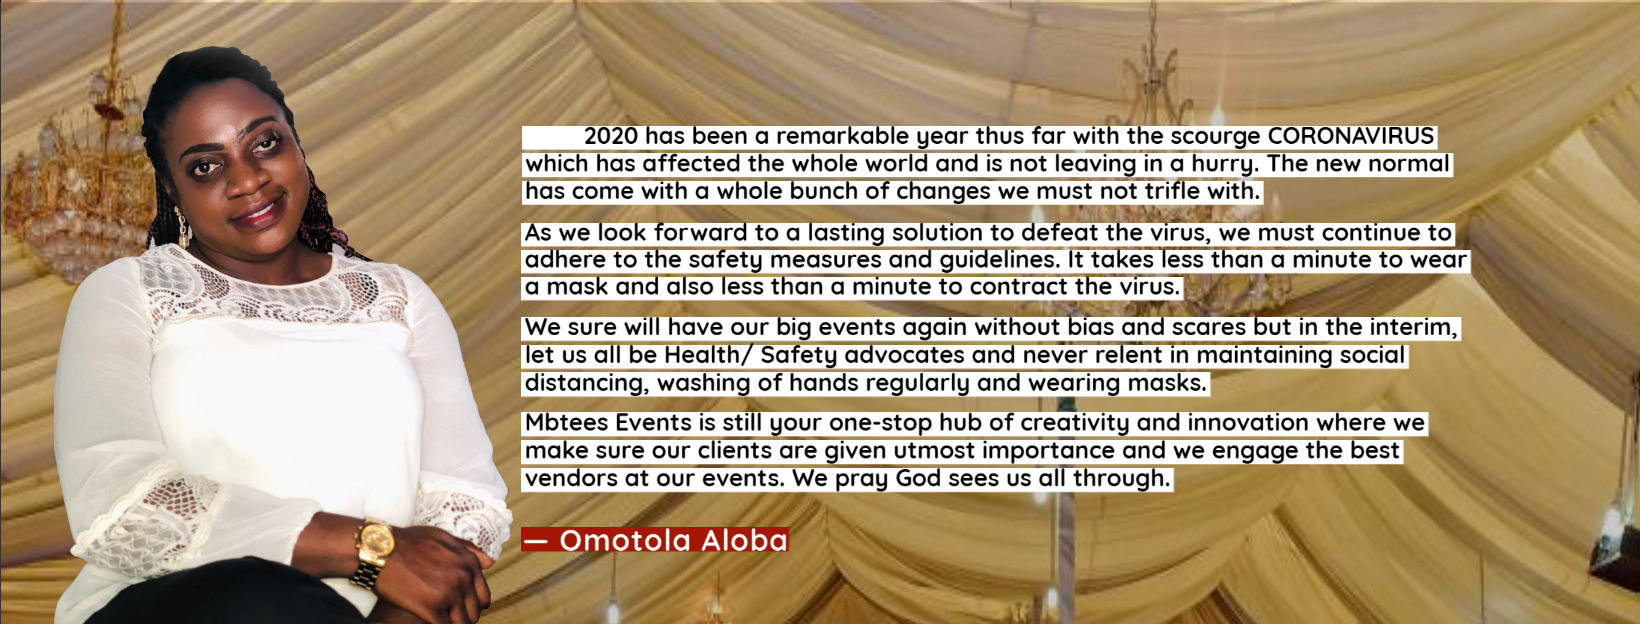 2020 has been a remarkable year thus far with the scourge CORONAVIRUS
which has affected the whole world and is not leaving in a hurry. The new normal
has come with a whole bunch of changes we must not trifle with.
As we look forward to a lasting solution to defeat the virus, we must continue to
adhere to the safety measures and guidelines. It takes less than a minute to wear
a mask and also less than a minute to contract the virus.
We sure will have our big events again without bias and scares but in the interim,
let us all be Health/ Safety advocates and never relent in maintaining social
distancing, washing of hands regularly and wearing masks.
Mbtees Events is still your one-stop hub of creativity and innovation where we
make sure our clients are given utmost importance and we engage the best
vendors at our events. We pray God sees us all through.
— Omotola Aloba